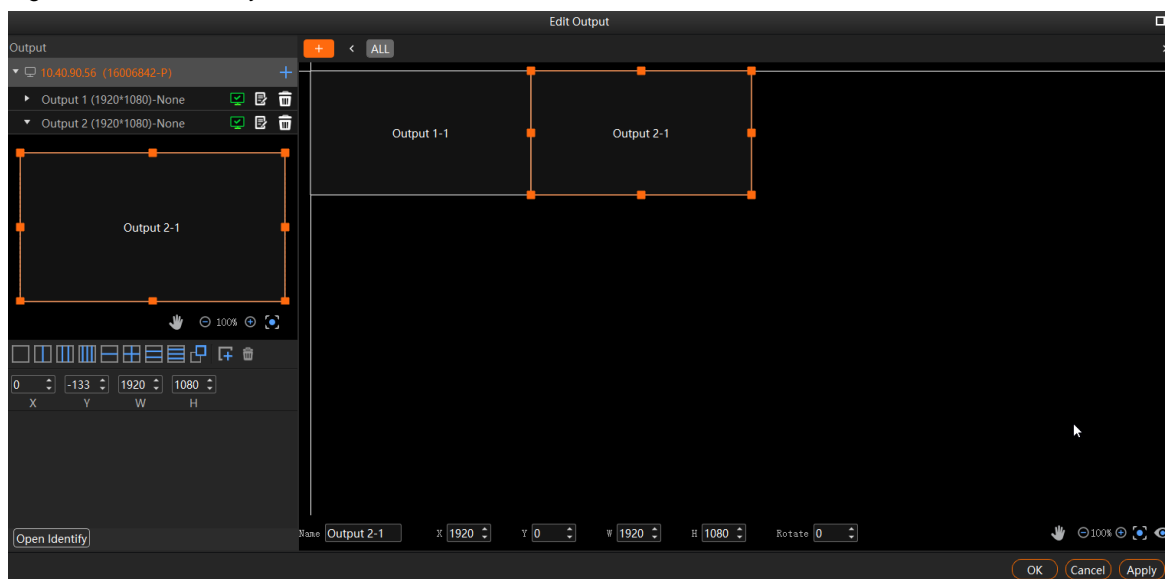 Edit Output
Output
+ < ALL
10.40.90.56 (16006842-P)
Output 1 (1920*1080)-None
Output 2 (1920*1080)-None
Output 1-1
Output 2-1
Output 2-1
100%
0 -133 1920 1080
X Y W H
Open Identify
Name Output 2-1 X 1920 Y 0 W 1920 H 1080 Rotate 0 100%
OK Cancel Apply